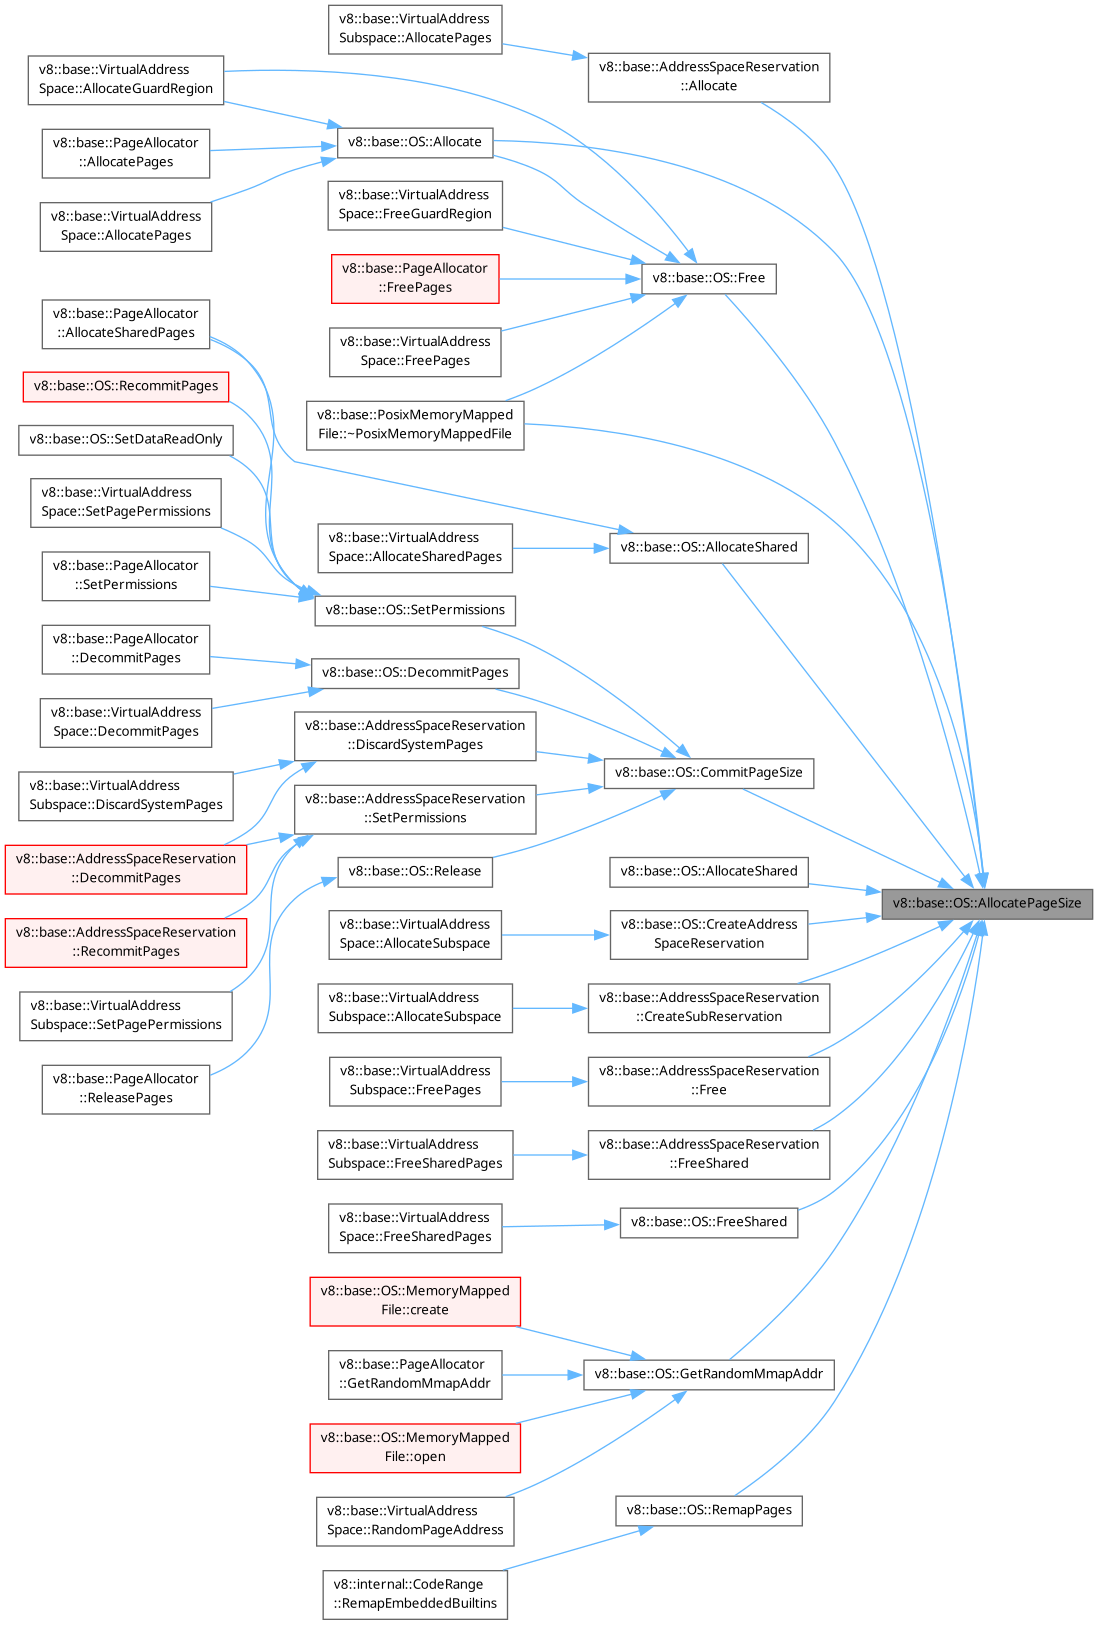 v8::base::VirtualAddress
Subspace::AllocatePages
v8::base::AddressSpaceReservation
::Allocate
v8::base::VirtualAddress
Space::AllocateGuardRegion
v8::base::OS::Allocate
v8::base::PageAllocator
::AllocatePages
v8::base::VirtualAddress
Space::FreeGuardRegion
v8::base::VirtualAddress
Space::AllocatePages
v8::base::PageAllocator
::FreePages
v8::base::OS::Free
v8::base::PageAllocator
::AllocateSharedPages
v8::base::VirtualAddress
Space::FreePages
v8::base::OS::RecommitPages
v8::base::PosixMemoryMapped
File::~PosixMemoryMappedFile
v8::base::OS::SetDataReadOnly
v8::base::VirtualAddress
Space::SetPagePermissions
v8::base::VirtualAddress
Space::AllocateSharedPages
v8::base::OS::AllocateShared
v8::base::PageAllocator
::SetPermissions
v8::base::OS::SetPermissions
v8::base::PageAllocator
::DecommitPages
v8::base::OS::DecommitPages
v8::base::VirtualAddress
Space::DecommitPages
v8::base::AddressSpaceReservation
::DiscardSystemPages
v8::base::OS::CommitPageSize
v8::base::VirtualAddress
Subspace::DiscardSystemPages
v8::base::AddressSpaceReservation
::SetPermissions
v8::base::AddressSpaceReservation
::DecommitPages
v8::base::OS::Release
v8::base::OS::AllocateShared
v8::base::OS::AllocatePageSize
v8::base::AddressSpaceReservation
::RecommitPages
v8::base::VirtualAddress
Space::AllocateSubspace
v8::base::OS::CreateAddress
SpaceReservation
v8::base::VirtualAddress
Subspace::SetPagePermissions
v8::base::VirtualAddress
Subspace::AllocateSubspace
v8::base::AddressSpaceReservation
::CreateSubReservation
v8::base::PageAllocator
::ReleasePages
v8::base::VirtualAddress
Subspace::FreePages
v8::base::AddressSpaceReservation
::Free
v8::base::VirtualAddress
Subspace::FreeSharedPages
v8::base::AddressSpaceReservation
::FreeShared
v8::base::VirtualAddress
Space::FreeSharedPages
v8::base::OS::FreeShared
v8::base::OS::MemoryMapped
File::create
v8::base::PageAllocator
::GetRandomMmapAddr
v8::base::OS::GetRandomMmapAddr
v8::base::OS::MemoryMapped
File::open
v8::base::VirtualAddress
Space::RandomPageAddress
v8::base::OS::RemapPages
v8::internal::CodeRange
::RemapEmbeddedBuiltins